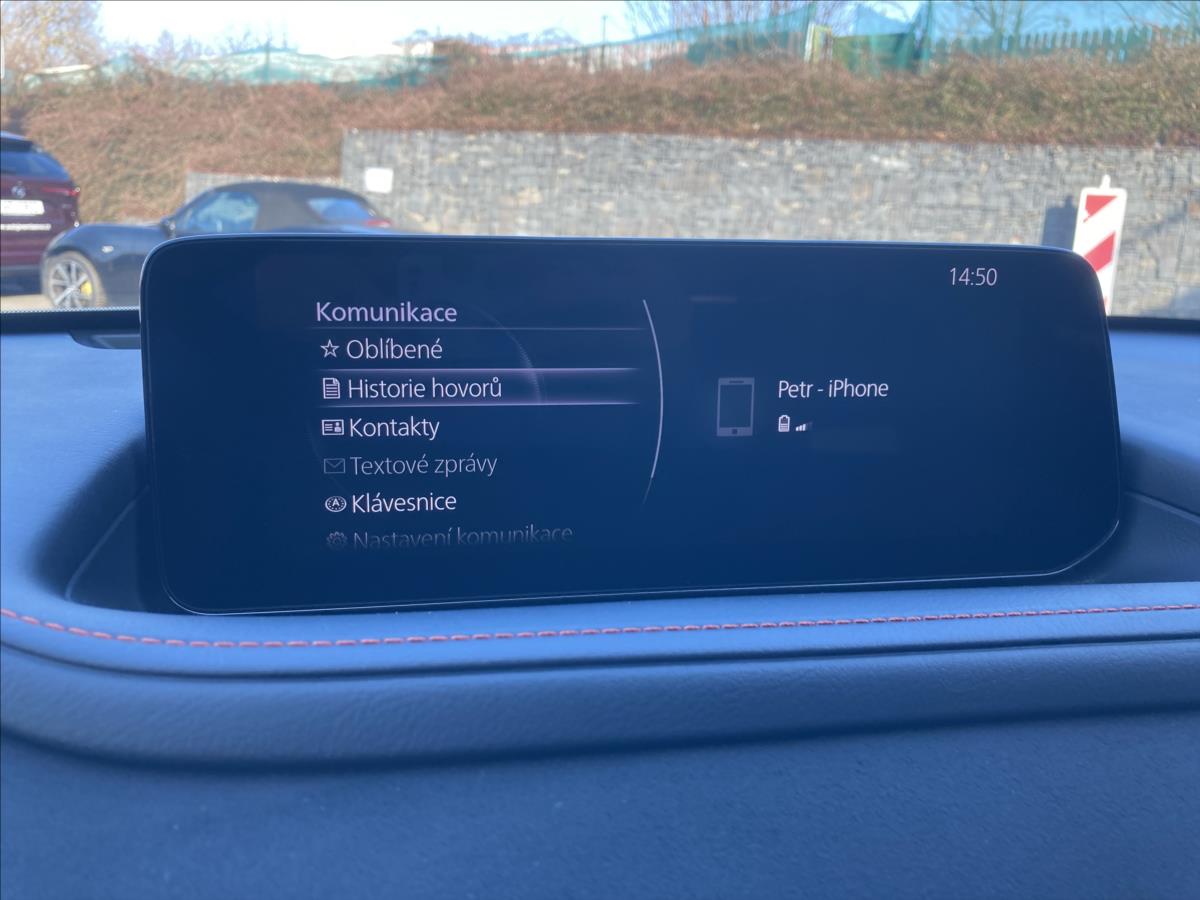 14:50
Komunikace
Oblíbené
Historie hovorů
Kontakty
Textové zprávy
Klávesnice
Nastavení komunikace
Petr - iPhone